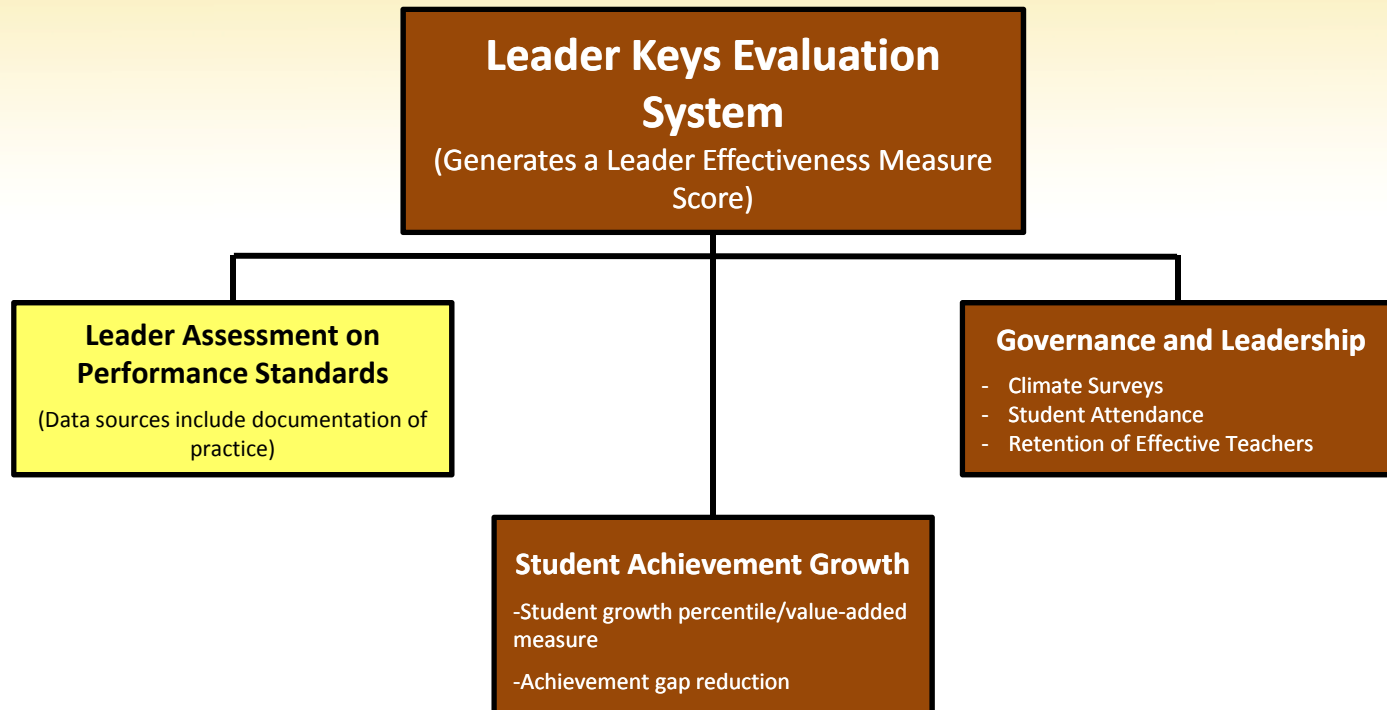 Leader Keys Evaluation
System
(Generates a Leader Effectiveness Measure
Score)
Leader Assessment on
Performance Standards
(Data sources include documentation of
practice)
Governance and Leadership
- Climate Surveys
- Student Attendance
- Retention of Effective Teachers
Student Achievement Growth
-Student growth percentile/value-added
measure
-Achievement gap reduction